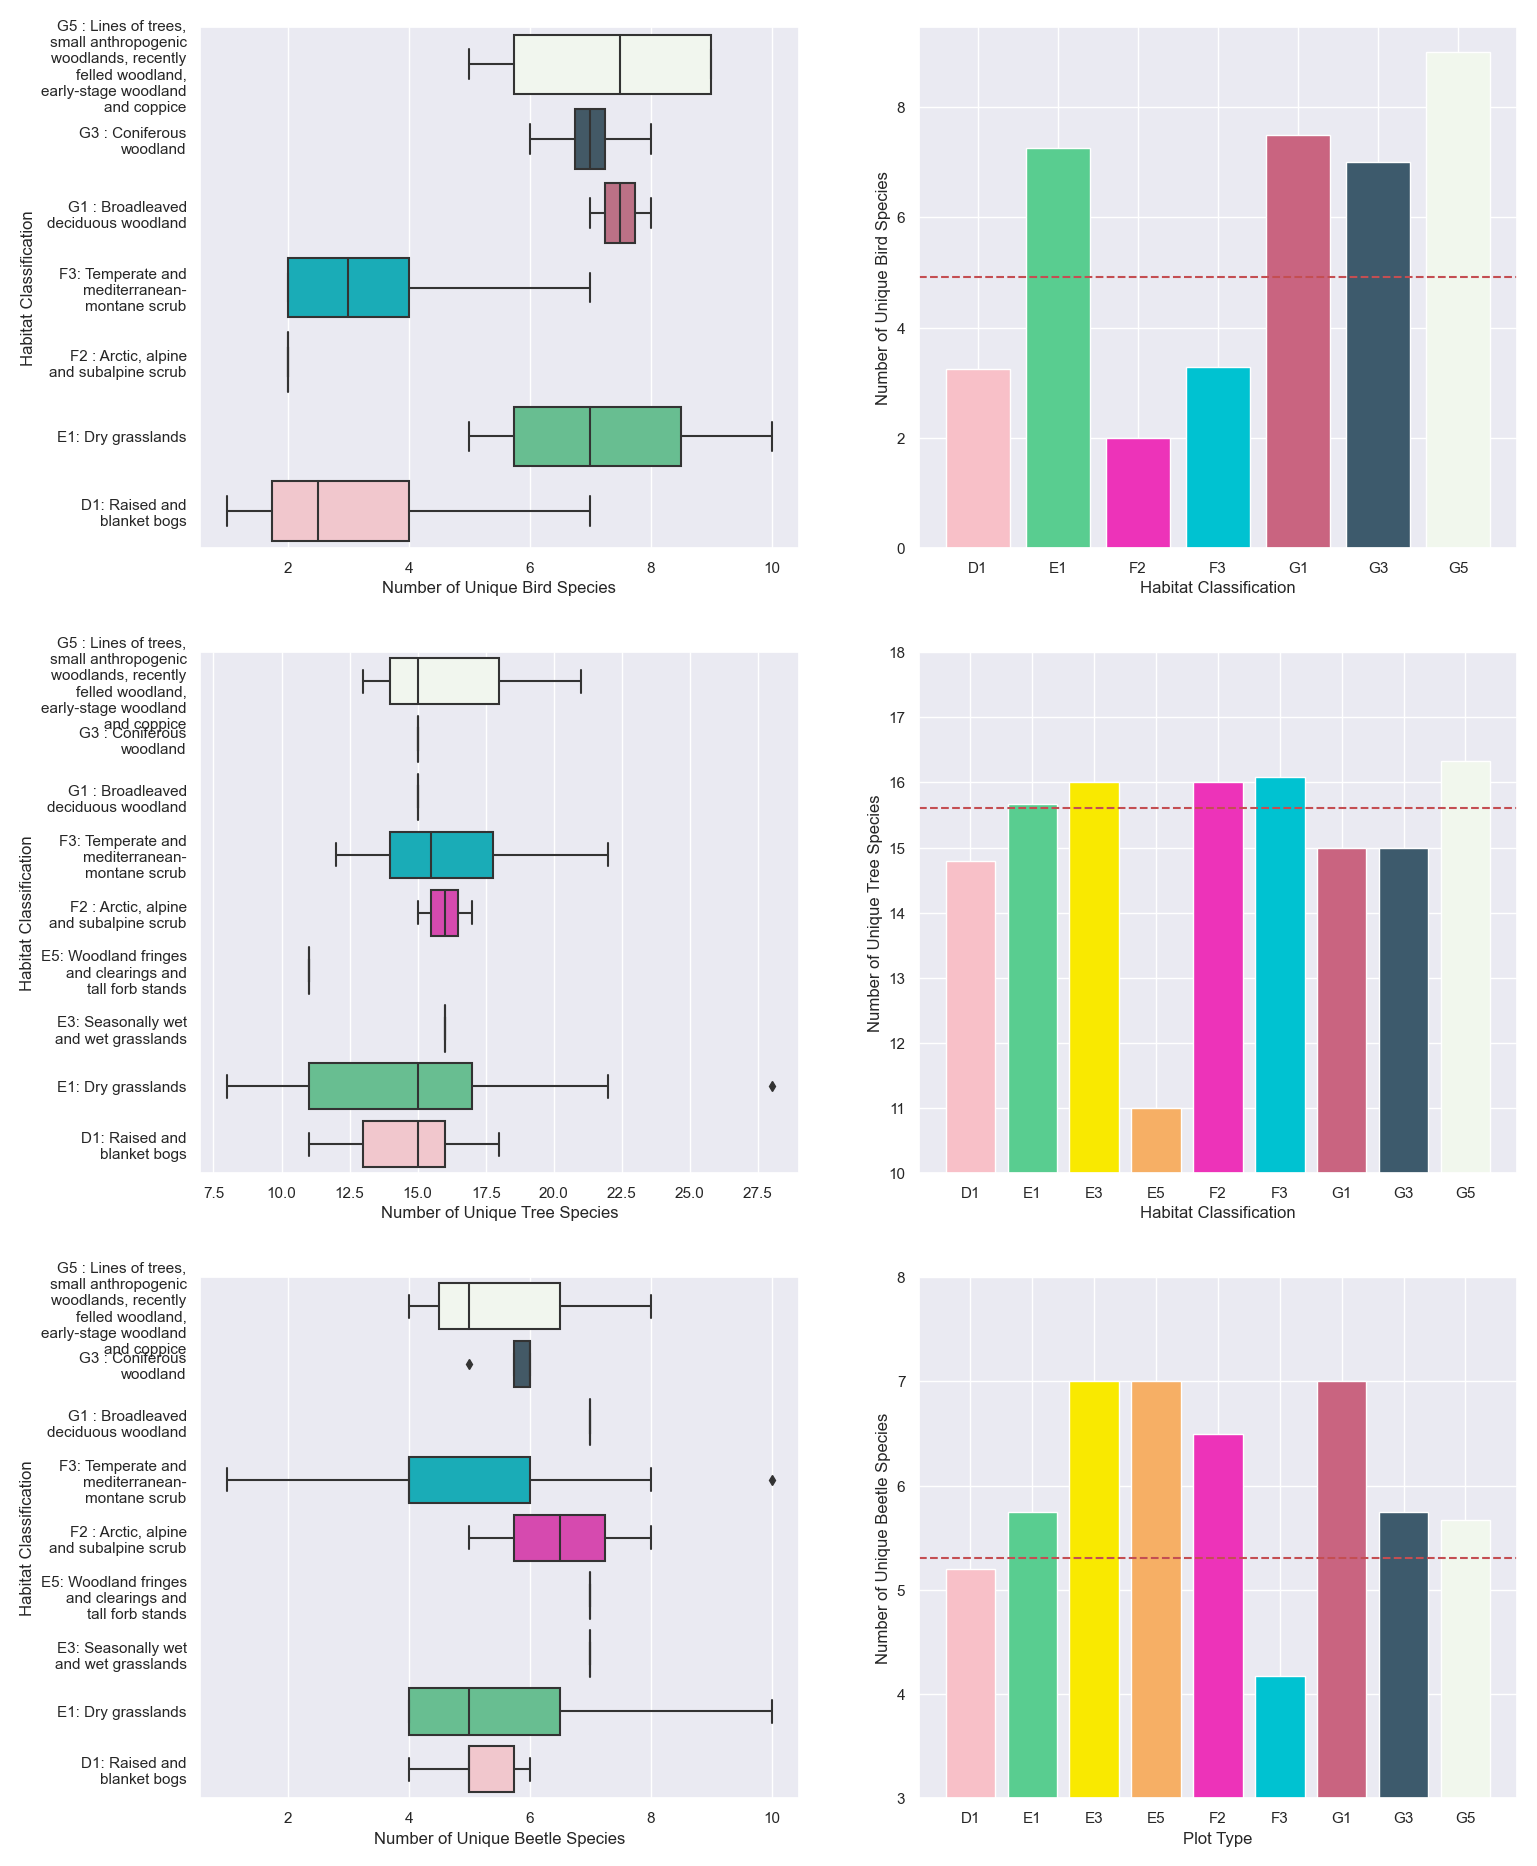 G5 : Lines of trees,
small anthropogenic
woodlands, recently
felled woodland,
early-stage woodland
and coppice
G3 : Coniferous
woodland
G1 : Broadleaved
deciduous woodland
F3: Temperate and
mediterranean-
montane scrub
F2 : Arctic, alpine
and subalpine scrub
E1: Dry grasslands
D1: Raised and
blanket bogs
Habitat Classification
2 4 6 8 10
Number of Unique Bird Species
8
6
4
2
0
Number of Unique Bird Species
D1 E1 F2 F3 G1 G3 G5
Habitat Classification
G5 : Lines of trees,
small anthropogenic
woodlands, recently
felled woodland,
early-stage woodland
and coppice
G3 : Coniferous
woodland
G1 : Broadleaved
deciduous woodland
F3: Temperate and
mediterranean-
montane scrub
F2 : Arctic, alpine
and subalpine scrub
E5: Woodland fringes
and clearings and
tall forb stands
E3: Seasonally wet
and wet grasslands
E1: Dry grasslands
D1: Raised and
blanket bogs
Habitat Classification
7.5 10.0 12.5 15.0 17.5 20.0 22.5 25.0 27.5
Number of Unique Tree Species
18
17
16
15
14
13
12
11
10
Number of Unique Tree Species
D1 E1 E3 E5 F2 F3 G1 G3 G5
Habitat Classification
G5 : Lines of trees,
small anthropogenic
woodlands, recently
felled woodland,
early-stage woodland
and coppice
G3 : Coniferous
woodland
G1 : Broadleaved
deciduous woodland
F3: Temperate and
mediterranean-
montane scrub
F2 : Arctic, alpine
and subalpine scrub
E5: Woodland fringes
and clearings and
tall forb stands
E3: Seasonally wet
and wet grasslands
E1: Dry grasslands
D1: Raised and
blanket bogs
Habitat Classification
2 4 6 8 10
Number of Unique Beetle Species
8
7
6
5
4
3
Number of Unique Beetle Species
D1 E1 E3 E5 F2 F3 G1 G3 G5
Plot Type